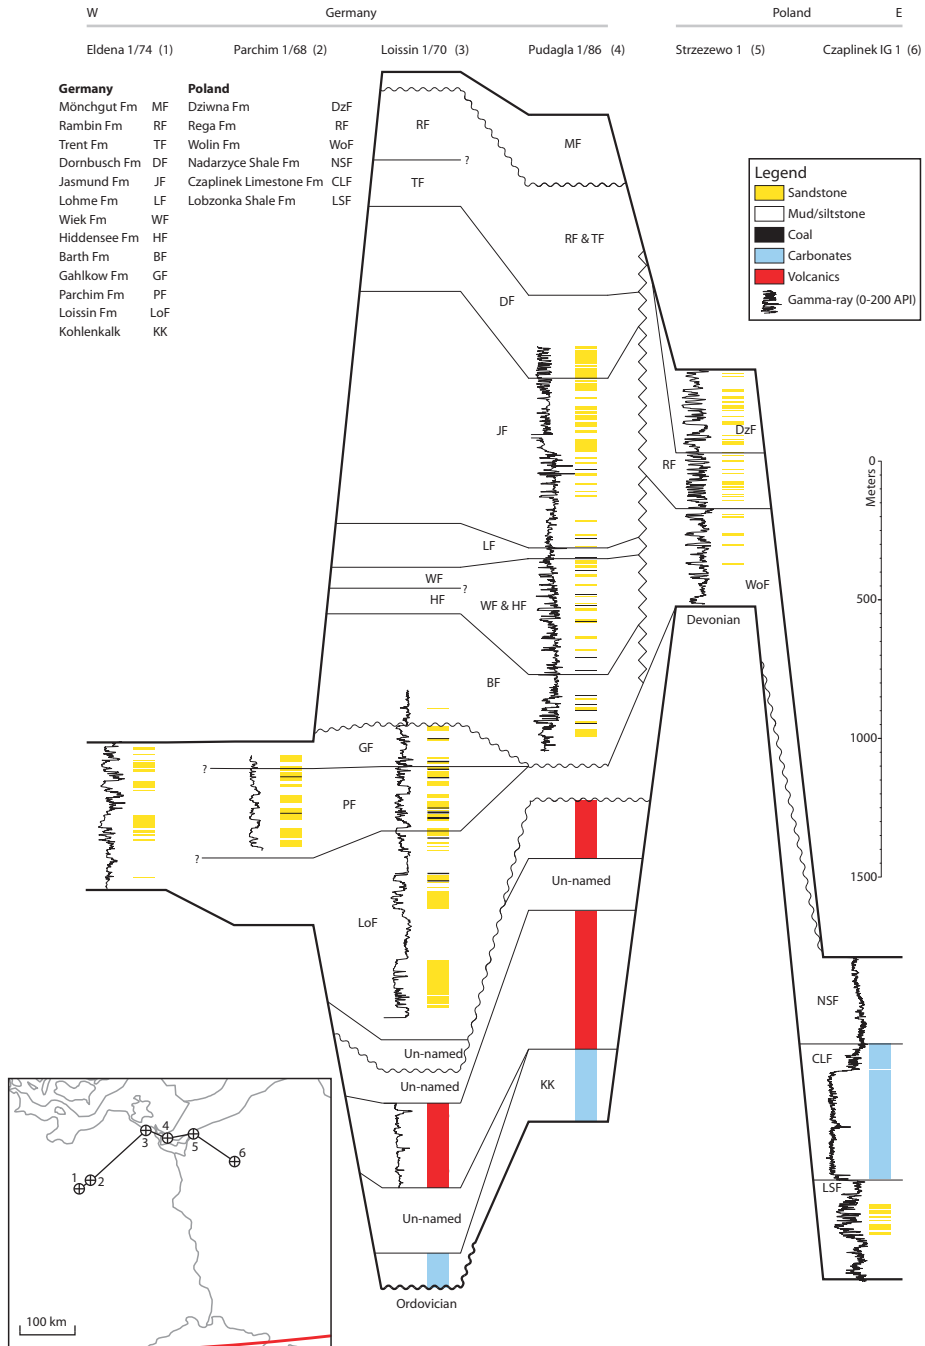 W Germany Poland E
Eldena 1/74 (1) Parchim 1/68 (2) Loissin 1/70 (3) Pudagla 1/86 (4) Strzezewo 1 (5) Czaplinek IG 1 (6)
Germany Poland
Mönchgut Fm MF Dziwna Fm DzF
Rambin Fm RF Rega Fm RF
Trent Fm TF Wolin Fm WoF
Dornbusch Fm DF Nadarzyce Shale Fm NSF
Jasmund Fm JF Czaplinek Limestone Fm CLF
Lohme Fm LF Lobzonka Shale Fm LSF
Wiek Fm WF
Hiddensee Fm HF
Barth Fm BF
Gahlkow Fm GF
Parchim Fm PF
Loissin Fm LoF
Kohlenkalk KK
Legend
Sandstone
Mud/siltstone
Coal
Carbonates
Volcanics
Gamma-ray (0-200 API)
RF
MF
?
TF
RF & TF
DF
JF
DzF
RF
0
Meters
LF
WF
?
HF
WF & HF
WoF
500
Devonian
BF
GF
1000
?
PF
?
1500
Un-named
LoF
NSF
Un-named
CLF
Un-named
KK
LSF
Un-named
Ordovician
1
2
3
4
5
6
100 km